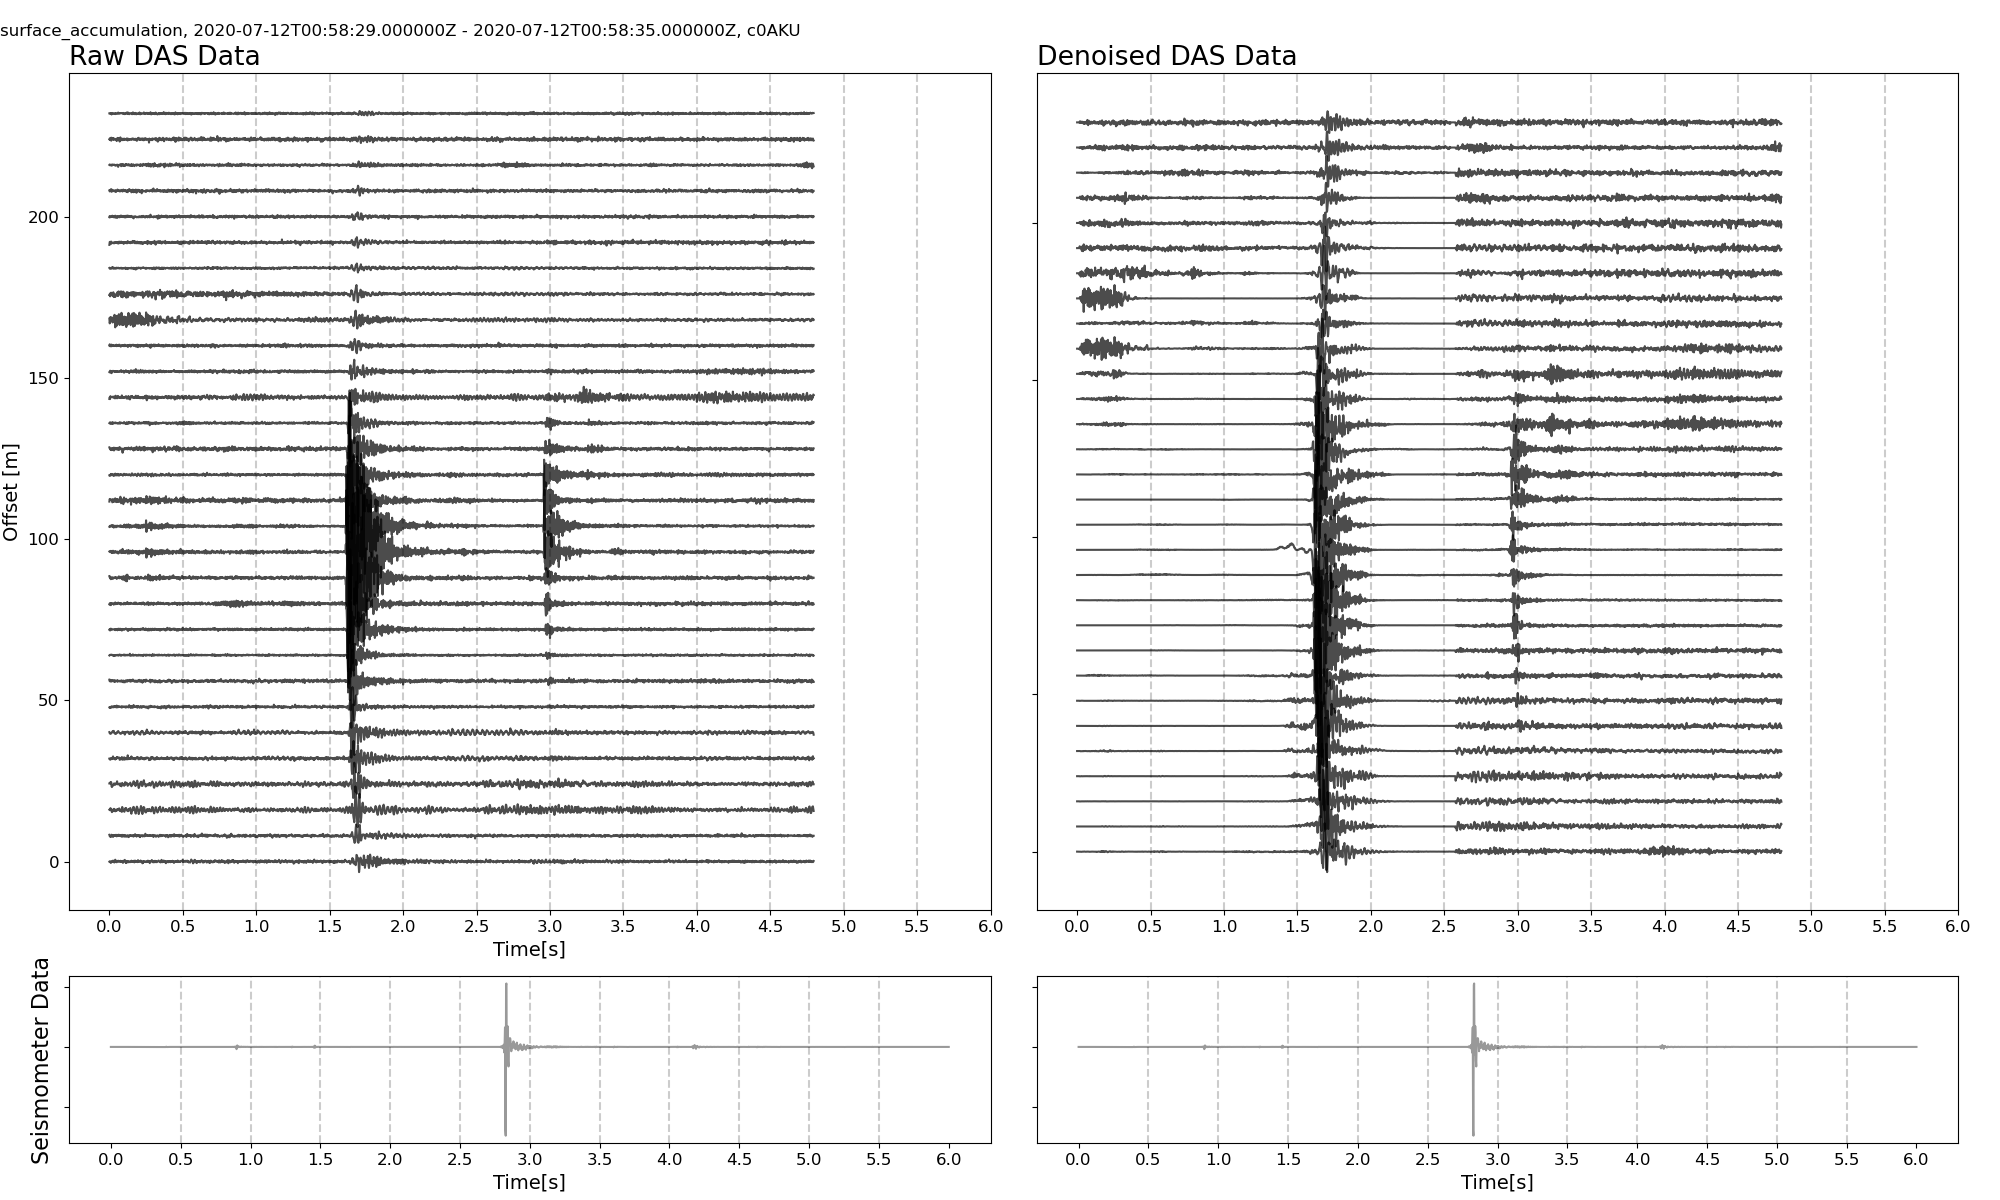 surface_accumulation, 2020-07-12T00:58:29.000000Z - 2020-07-12T00:58:35.000000Z, c0AKU
Raw DAS Data
Denoised DAS Data
Offset [m]
200
150
100
50
0
0.0 0.5 1.0 1.5 2.0 2.5 3.0 3.5 4.0 4.5 5.0 5.5 6.0
Time[s]
0.0 0.5 1.0 1.5 2.0 2.5 3.0 3.5 4.0 4.5 5.0 5.5 6.0
Seismometer Data
0.0 0.5 1.0 1.5 2.0 2.5 3.0 3.5 4.0 4.5 5.0 5.5 6.0
Time[s]
0.0 0.5 1.0 1.5 2.0 2.5 3.0 3.5 4.0 4.5 5.0 5.5 6.0
Time[s]